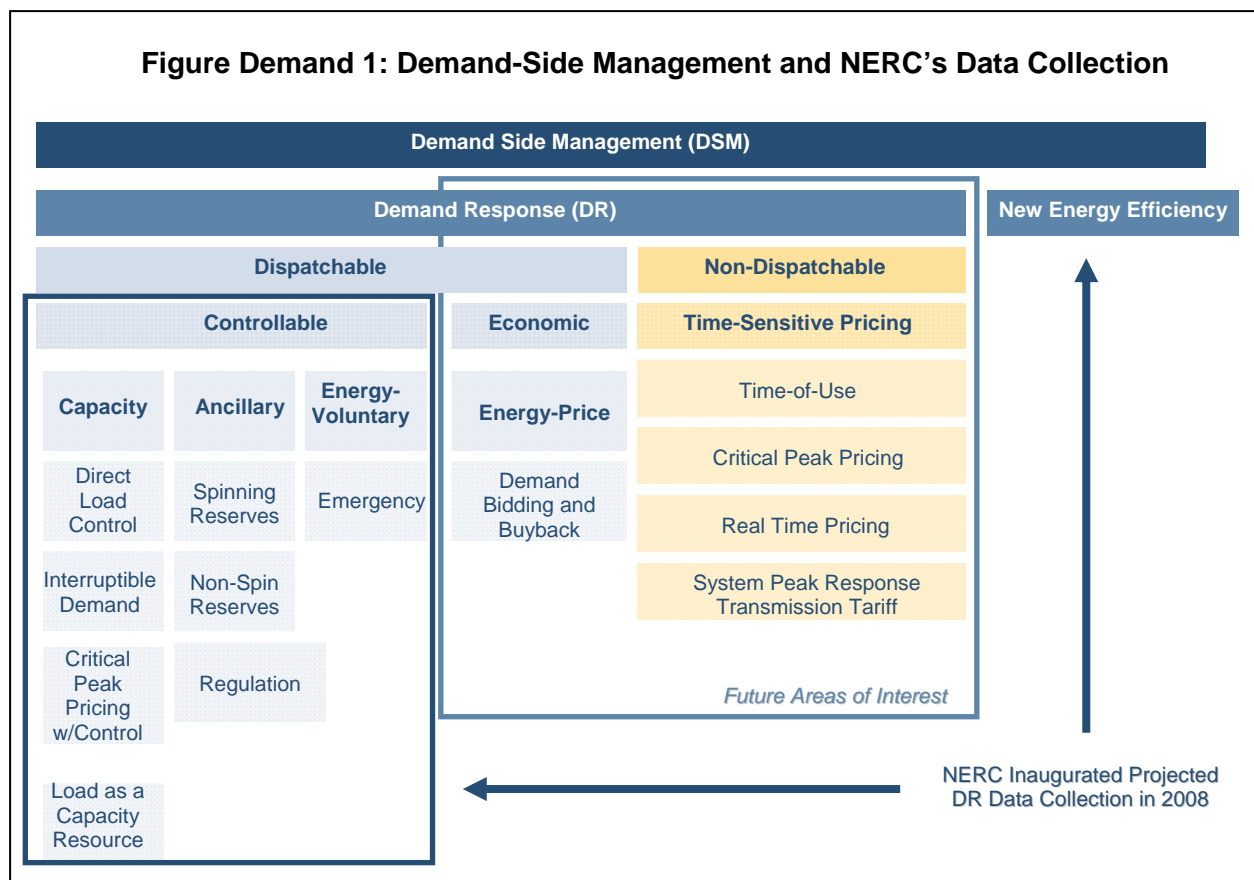 Figure Demand 1: Demand-Side Management and NERC’s Data Collection
Demand Side Management (DSM)
Demand Response (DR)
New Energy Efficiency
Dispatchable
Non-Dispatchable
Controllable
Economic
Time-Sensitive Pricing
Capacity
Ancillary
Energy-
Voluntary
Energy-Price
Time-of-Use
Critical Peak Pricing
Real Time Pricing
System Peak Response
Transmission Tariff
Direct
Load
Control
Spinning
Reserves
Emergency
Demand
Bidding and
Buyback
Interruptible
Demand
Non-Spin
Reserves
Critical
Peak
Pricing
w/Control
Regulation
Load as a
Capacity
Resource
Future Areas of Interest
NERC Inaugurated Projected
DR Data Collection in 2008